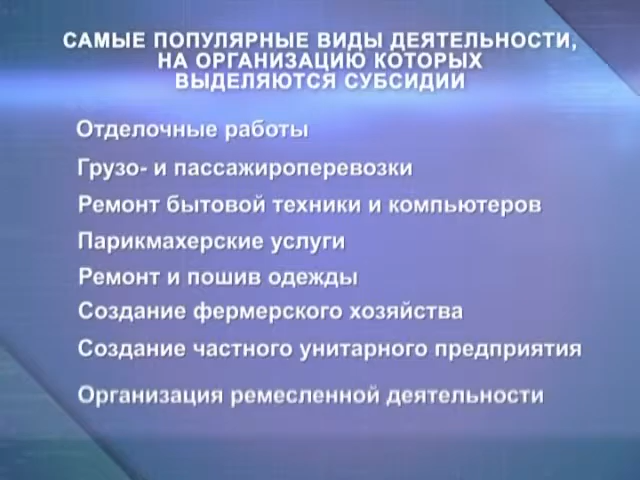 САМЫЕ ПОПУЛЯРНЫЕ ВИДЫ ДЕЯТЕЛЬНОСТИ,
НА ОРГАНИЗАЦИЮ КОТОРЫХ
ВЫДЕЛЯЮТСЯ СУБСИДИИ
Отделочные работы
Грузо- и пассажироперевозки
Ремонт бытовой техники и компьютеров
Парикмахерские услуги
Ремонт и пошив одежды
Создание фермерского хозяйства
Создание частного унитарного предприятия
Организация ремесленной деятельности